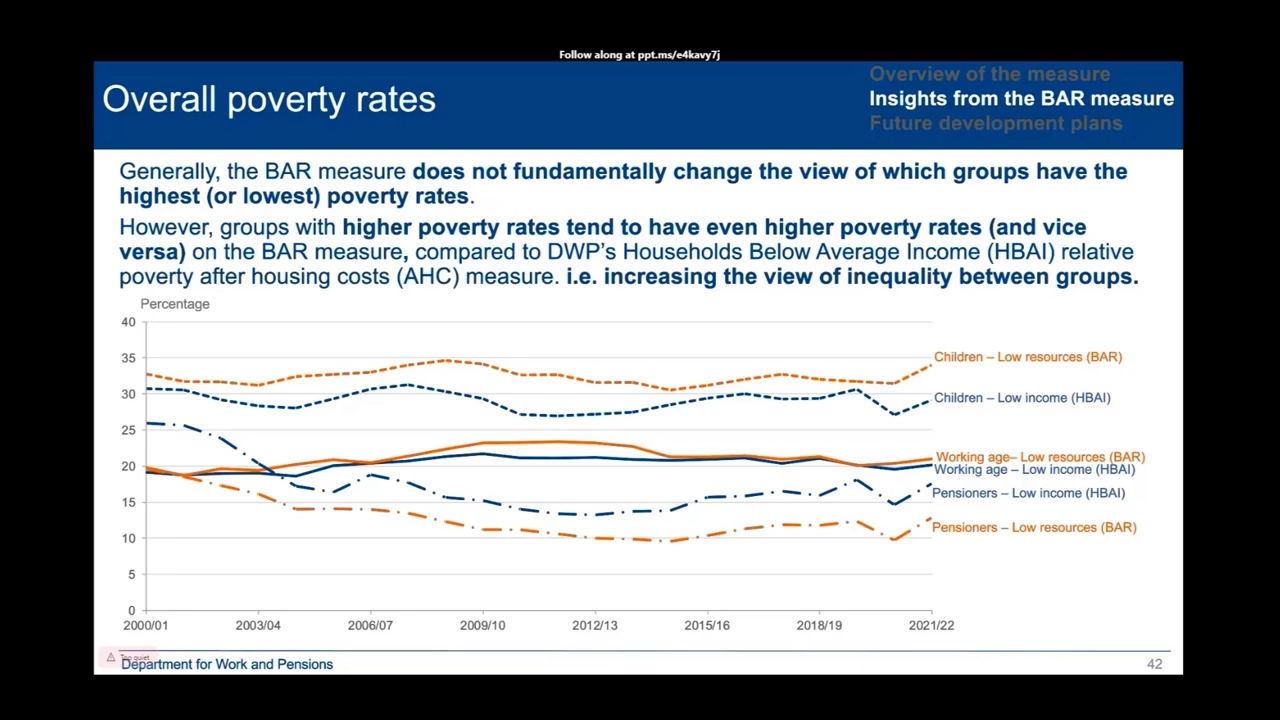 Follow along at ppt.ms/e4kavy7j
Overall poverty rates
Overview of the measure
Insights from the BAR measure
Future development plans
Generally, the BAR measure does not fundamentally change the view of which groups have the
highest (or lowest) poverty rates.
However, groups with higher poverty rates tend to have even higher poverty rates (and vice
versa) on the BAR measure, compared to DWP's Households Below Average Income (HBAI) relative
poverty after housing costs (AHC) measure. i.e. increasing the view of inequality between groups.
Percentage
40
35
30
25
20
15
10
5
0
Children – Low resources (BAR)
Children – Low income (HBAI)
Working age– Low resources (BAR)
Working age – Low income (HBAI)
Pensioners – Low income (HBAI)
Pensioners – Low resources (BAR)
2000/01 2003/04 2006/07 2009/10 2012/13 2015/16 2018/19 2021/22
Too quiet
Department for Work and Pensions
42